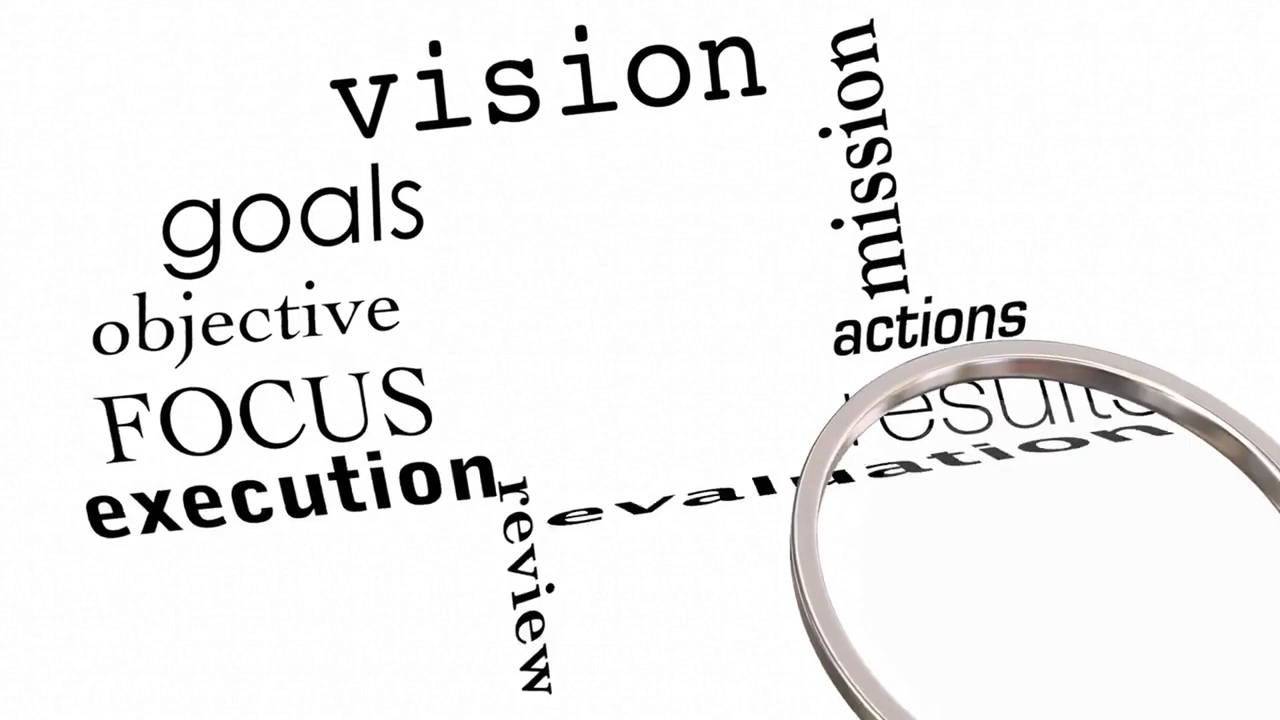 vision
mission
goals
objective
actions
FOCUS
results
execution
evaluation
review